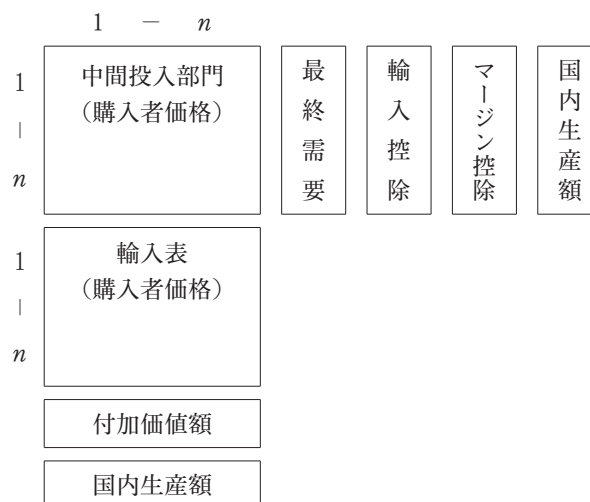 1 － n
1
｜
n
中間投入部門
（購入者価格）
最終需要
輸入控除
マージン控除
国内生産額
1
｜
n
輸入表
（購入者価格）
付加価値額
国内生産額